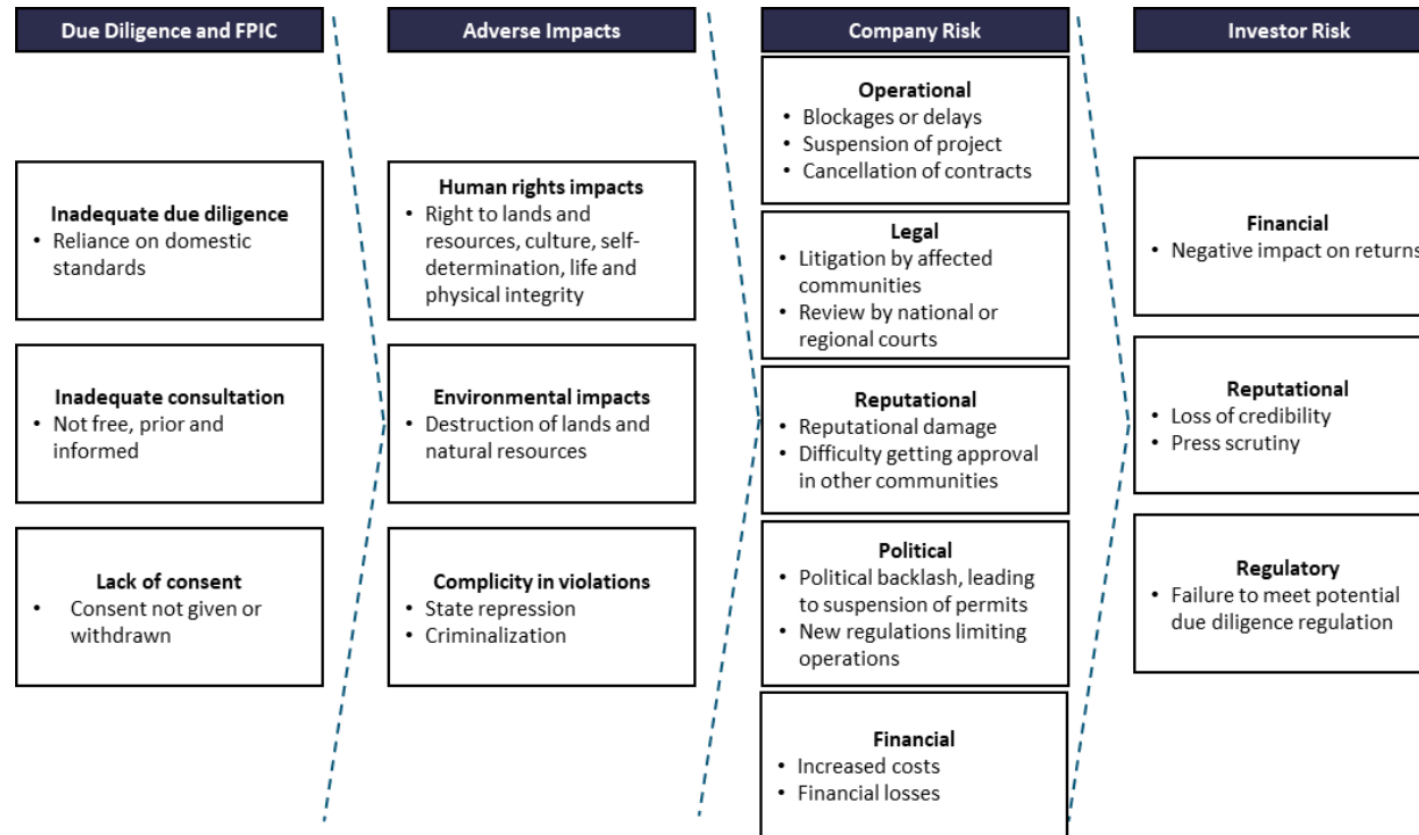 Due Diligence and FPIC
Inadequate due diligence
• Reliance on domestic
standards
Inadequate consultation
• Not free, prior and
informed
Lack of consent
• Consent not given or
withdrawn
Adverse Impacts
Human rights impacts
• Right to lands and
resources, culture, self-
determination, life and
physical integrity
Environmental impacts
• Destruction of lands and
natural resources
Complicity in violations
• State repression
• Criminalization
Company Risk
Operational
• Blockages or delays
• Suspension of project
• Cancellation of contracts
Legal
• Litigation by affected
communities
• Review by national or
regional courts
Reputational
• Reputational damage
• Difficulty getting approval
in other communities
Political
• Political backlash, leading
to suspension of permits
• New regulations limiting
operations
Financial
• Increased costs
• Financial losses
Investor Risk
Financial
• Negative impact on returns
Reputational
• Loss of credibility
• Press scrutiny
Regulatory
• Failure to meet potential
due diligence regulation